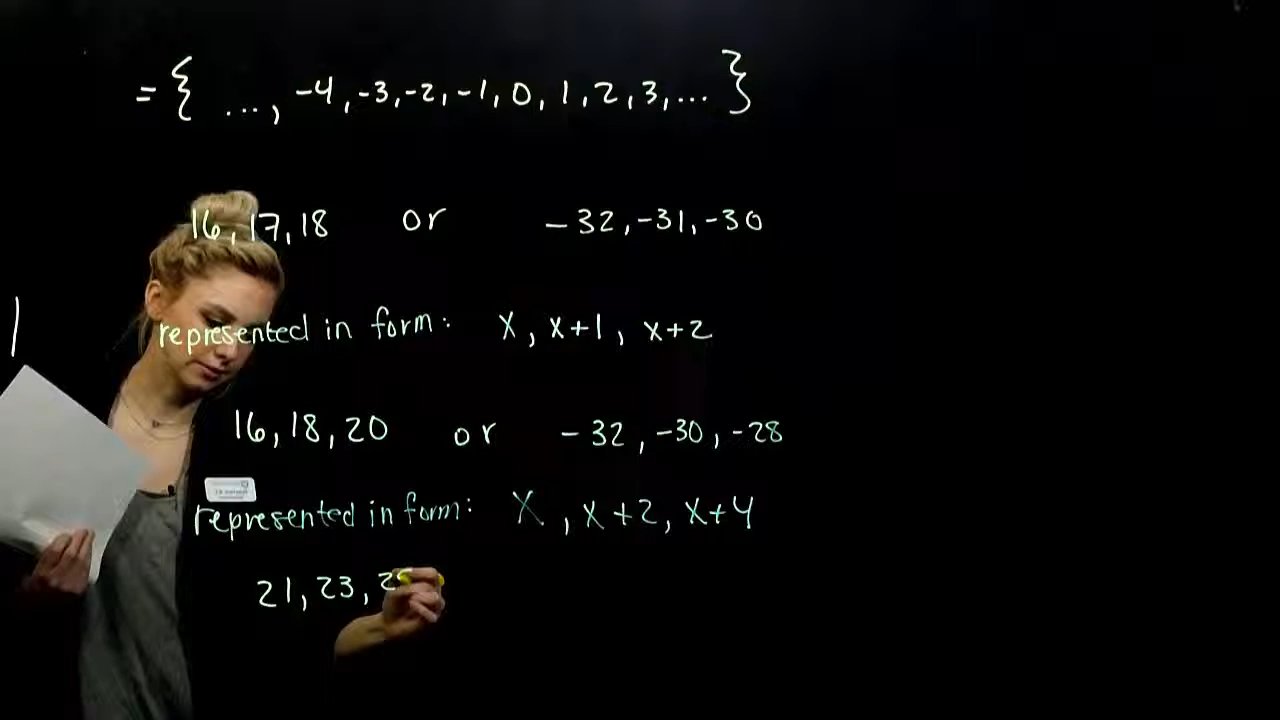 = { ..., -4, -3, -2, -1, 0, 1, 2, 3, ... }
16, 17, 18 or -32, -31, -30
represented in form: x, x+1, x+2
16, 18, 20 or -32, -30, -28
represented in form: x, x+2, x+4
21, 23,